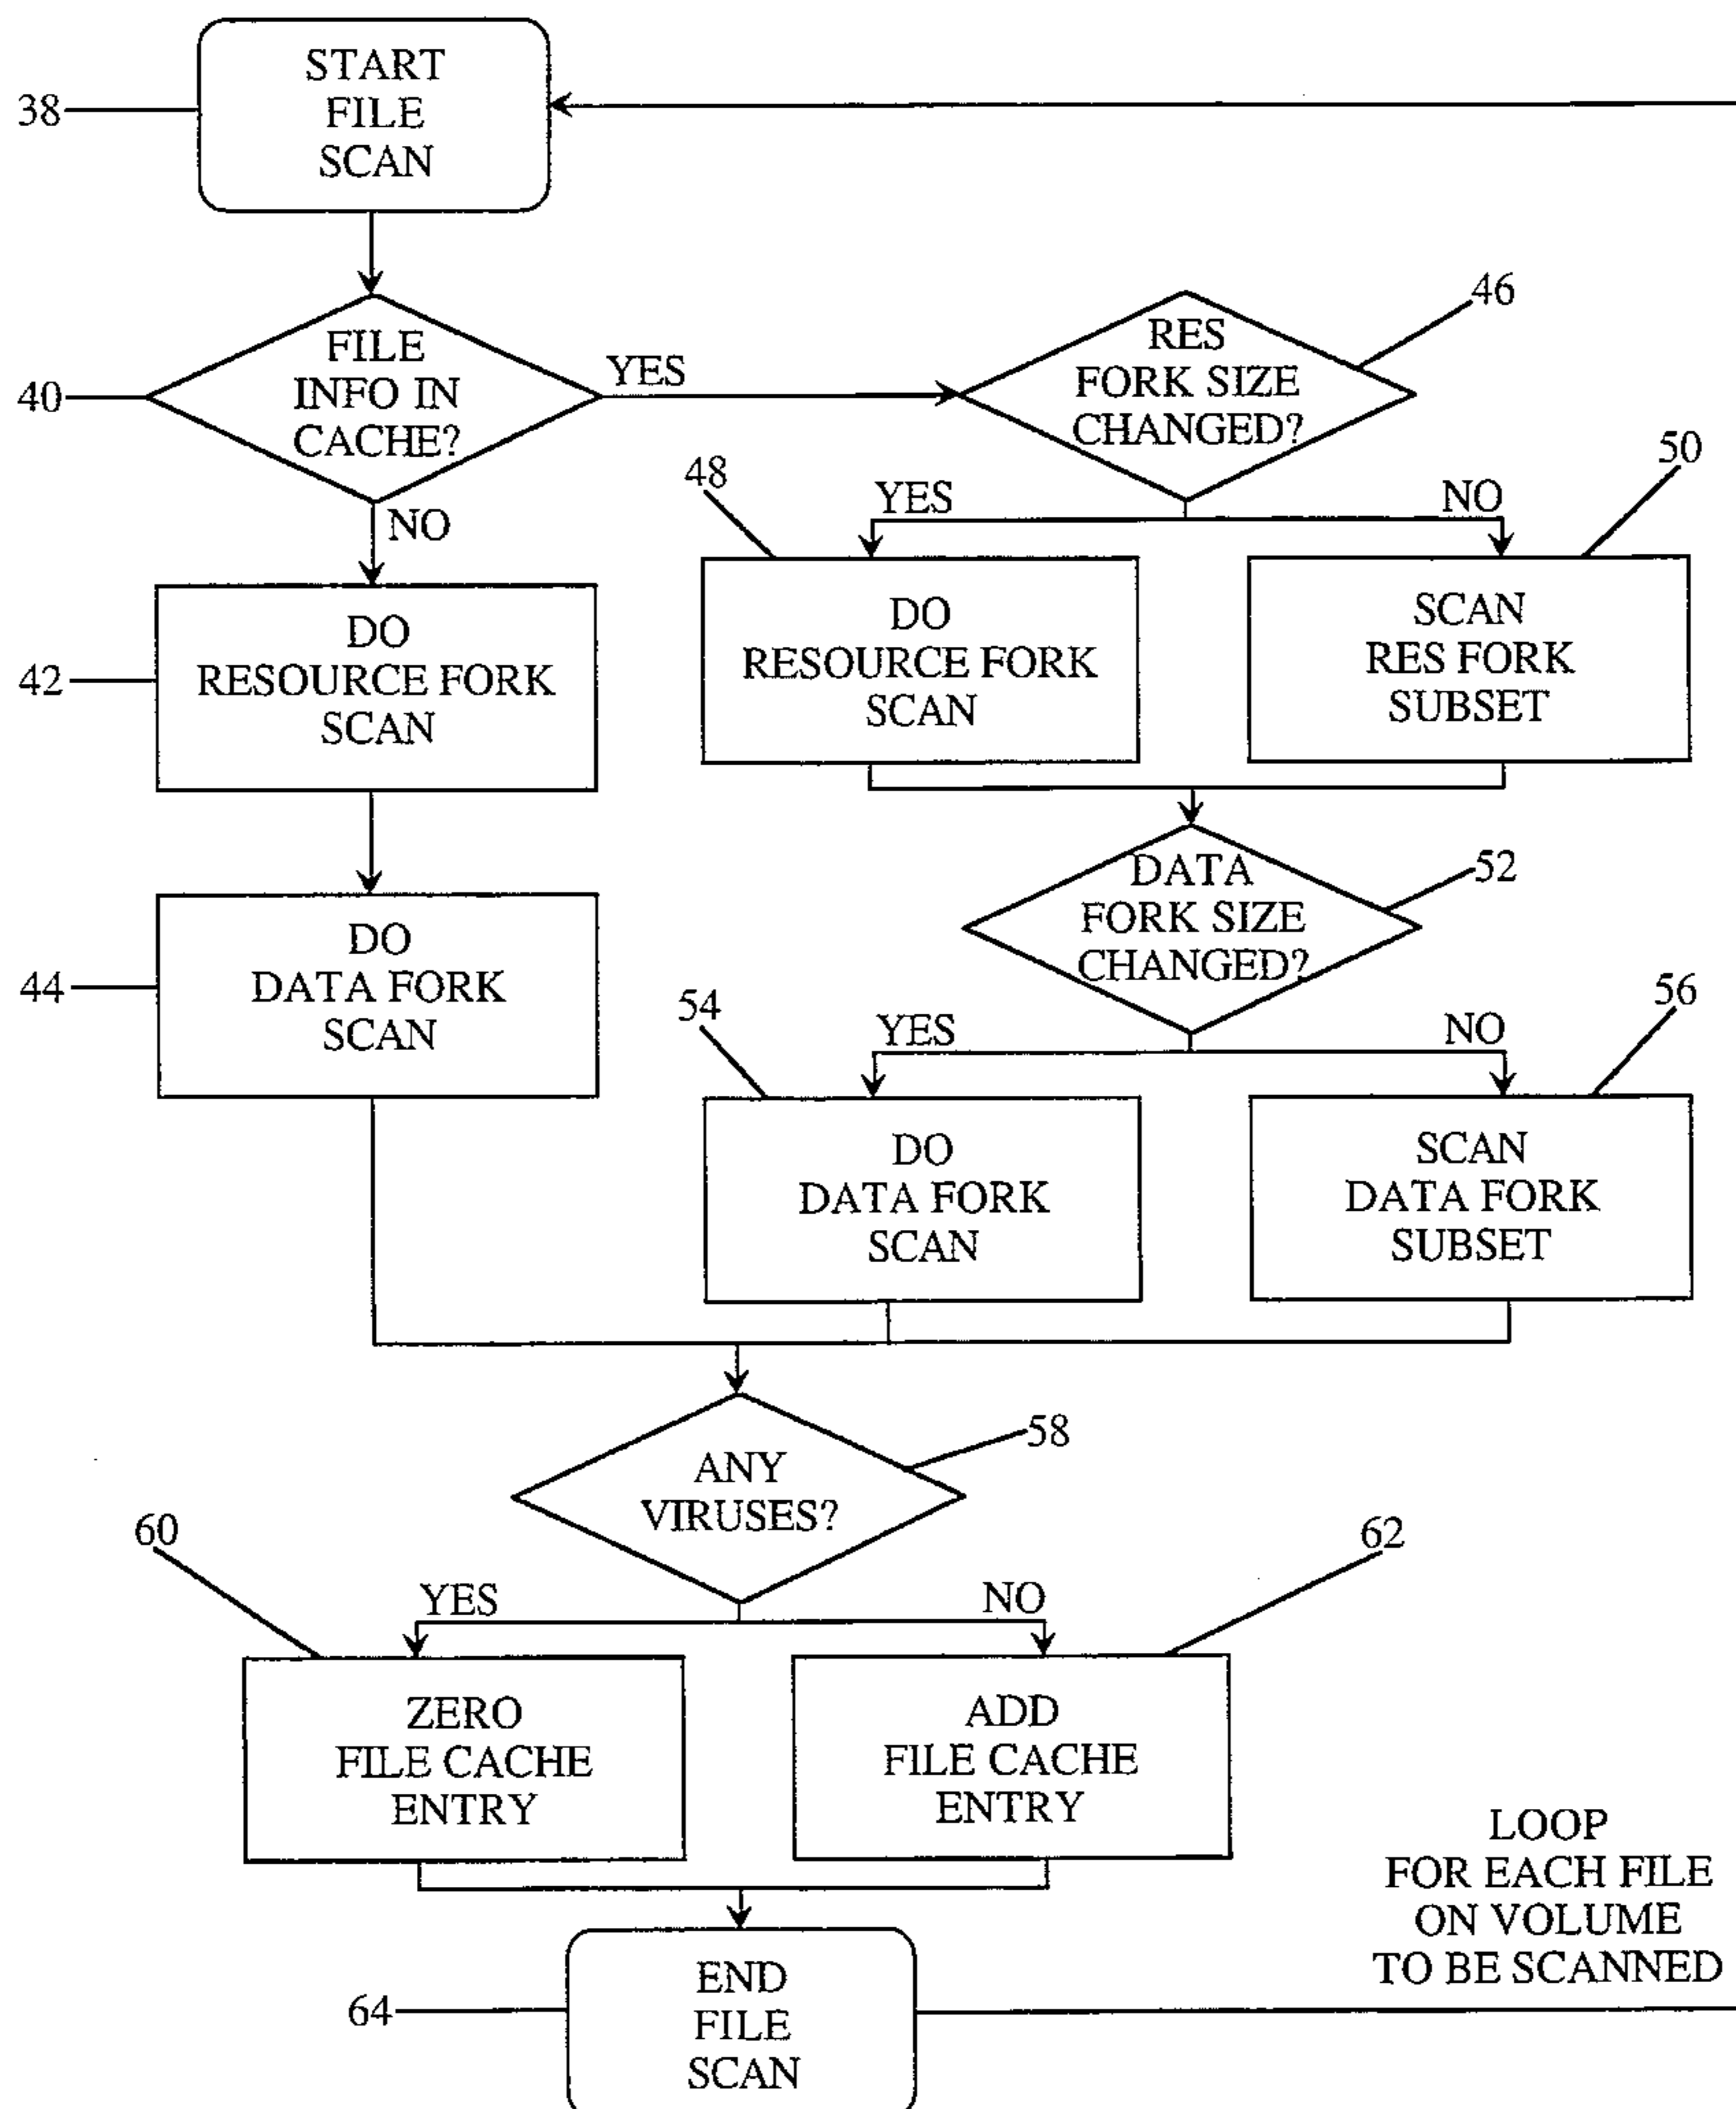 START
FILE
SCAN
38
FILE
INFO IN
CACHE?
40
YES
NO
RES
FORK SIZE
CHANGED?
46
48
YES
NO
50
DO
RESOURCE FORK
SCAN
42
DO
RESOURCE FORK
SCAN
SCAN
RES FORK
SUBSET
DATA
FORK SIZE
CHANGED?
52
DO
DATA FORK
SCAN
44
54
YES
NO
56
DO
DATA FORK
SCAN
SCAN
DATA FORK
SUBSET
ANY
VIRUSES?
58
60
YES
NO
62
ZERO
FILE CACHE
ENTRY
ADD
FILE CACHE
ENTRY
LOOP
FOR EACH FILE
ON VOLUME
TO BE SCANNED
END
FILE
SCAN
64